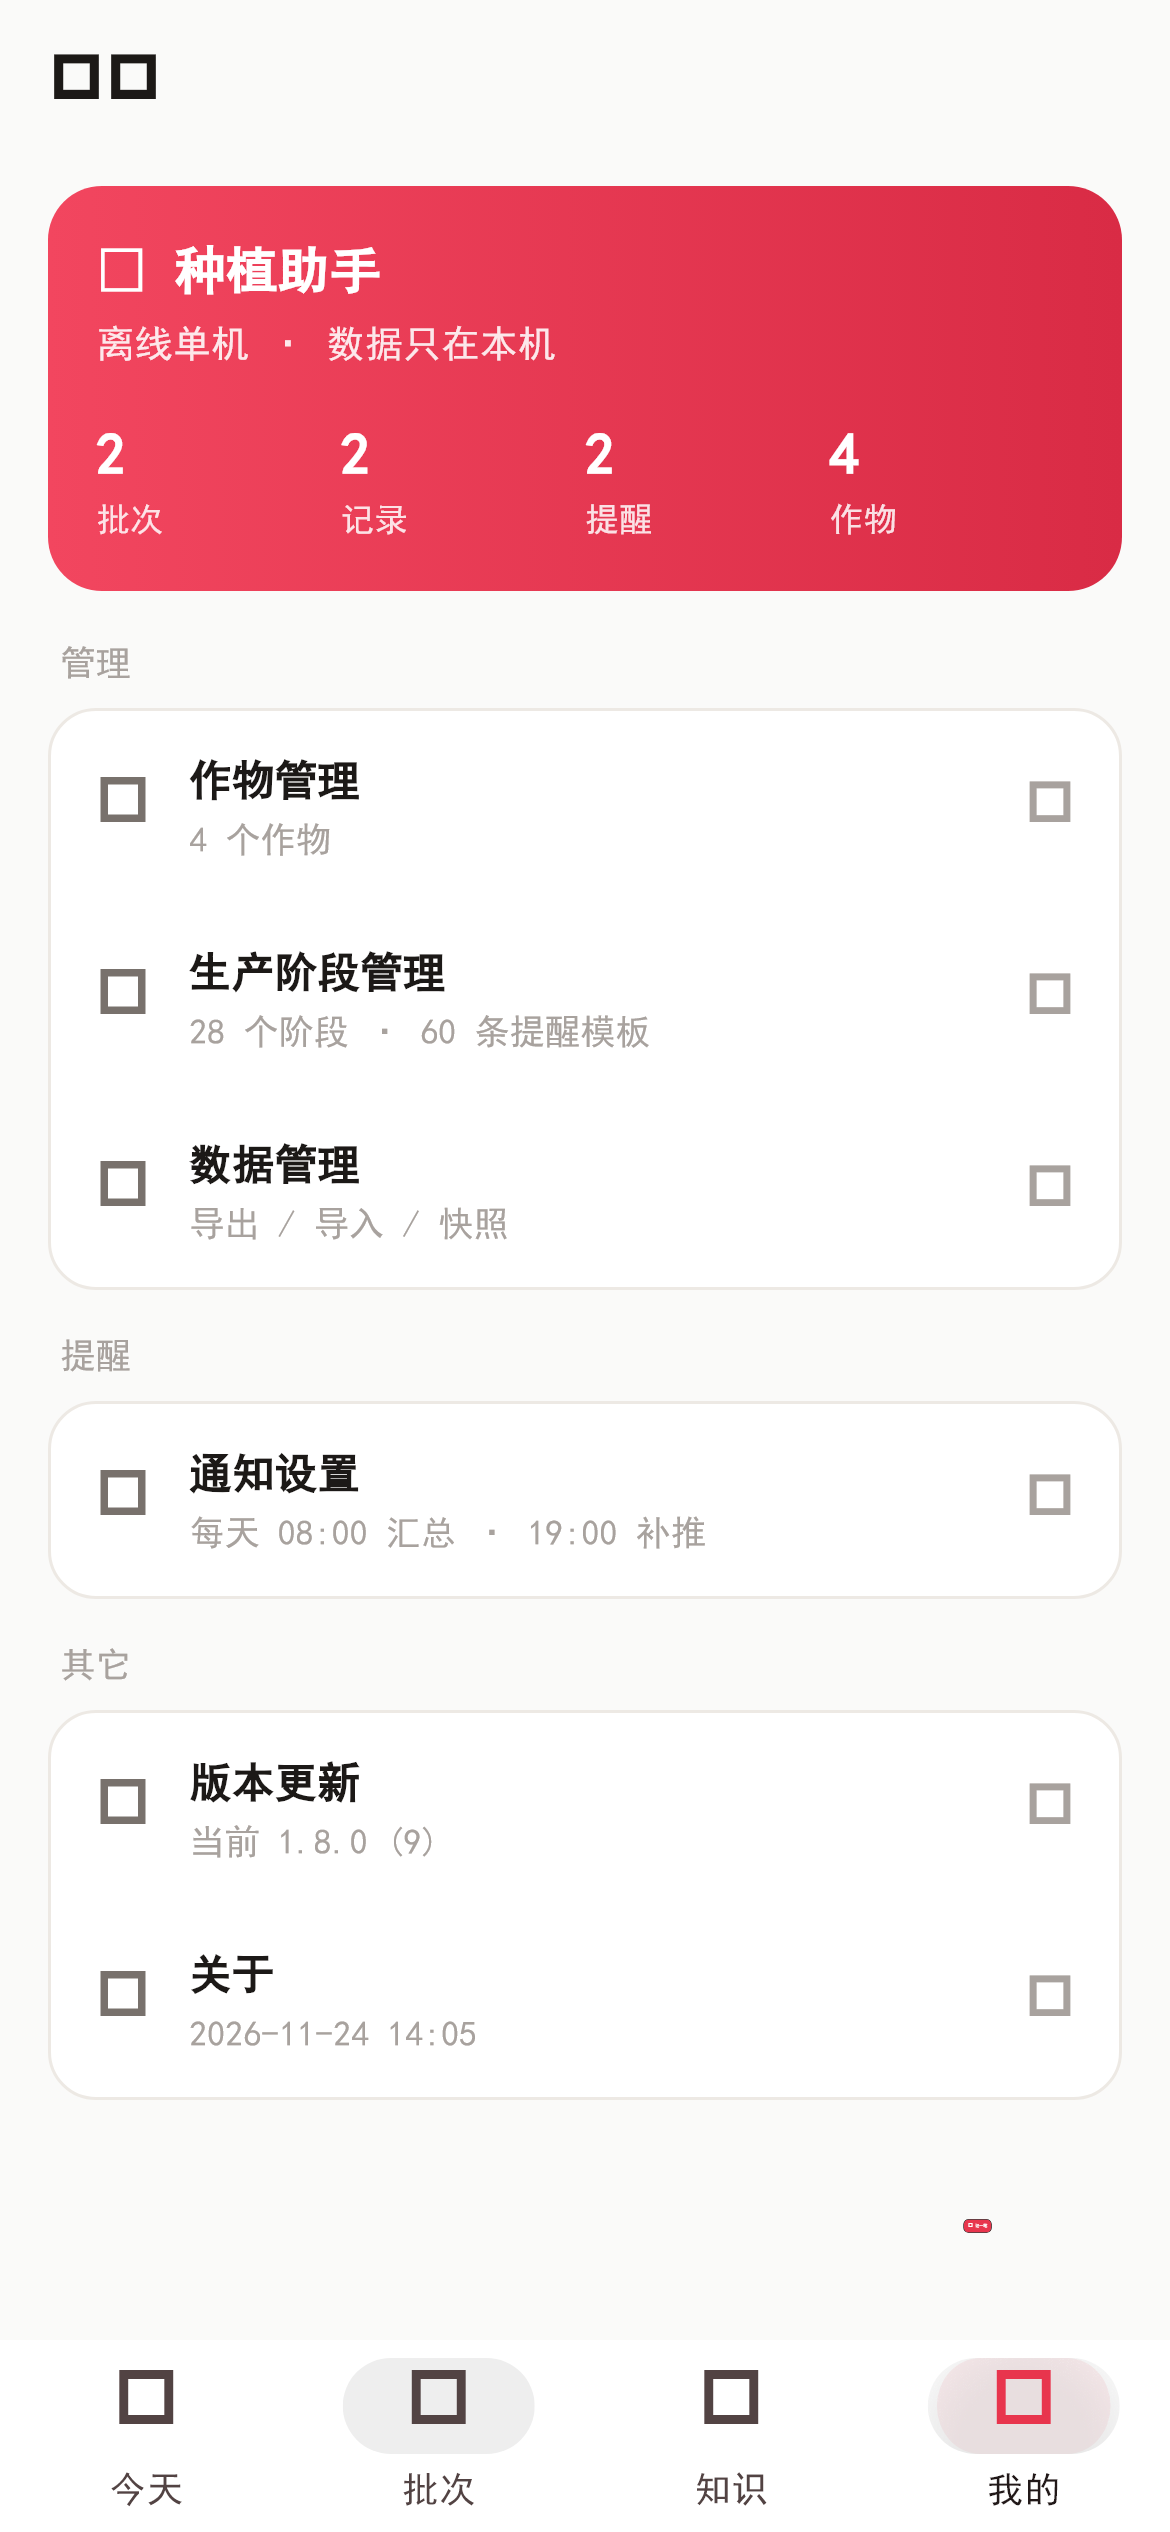 种植助手
离线单机 · 数据只在本机
2 2 2 4
批次 记录 提醒 作物
管理
作物管理
4 个作物
生产阶段管理
28 个阶段 · 60 条提醒模板
数据管理
导出 / 导入 / 快照
提醒
通知设置
每天 08:00 汇总 · 19:00 补推
其它
版本更新
当前 1.8.0 (9)
关于
2026-11-24 14:05
今天 批次 知识 我的